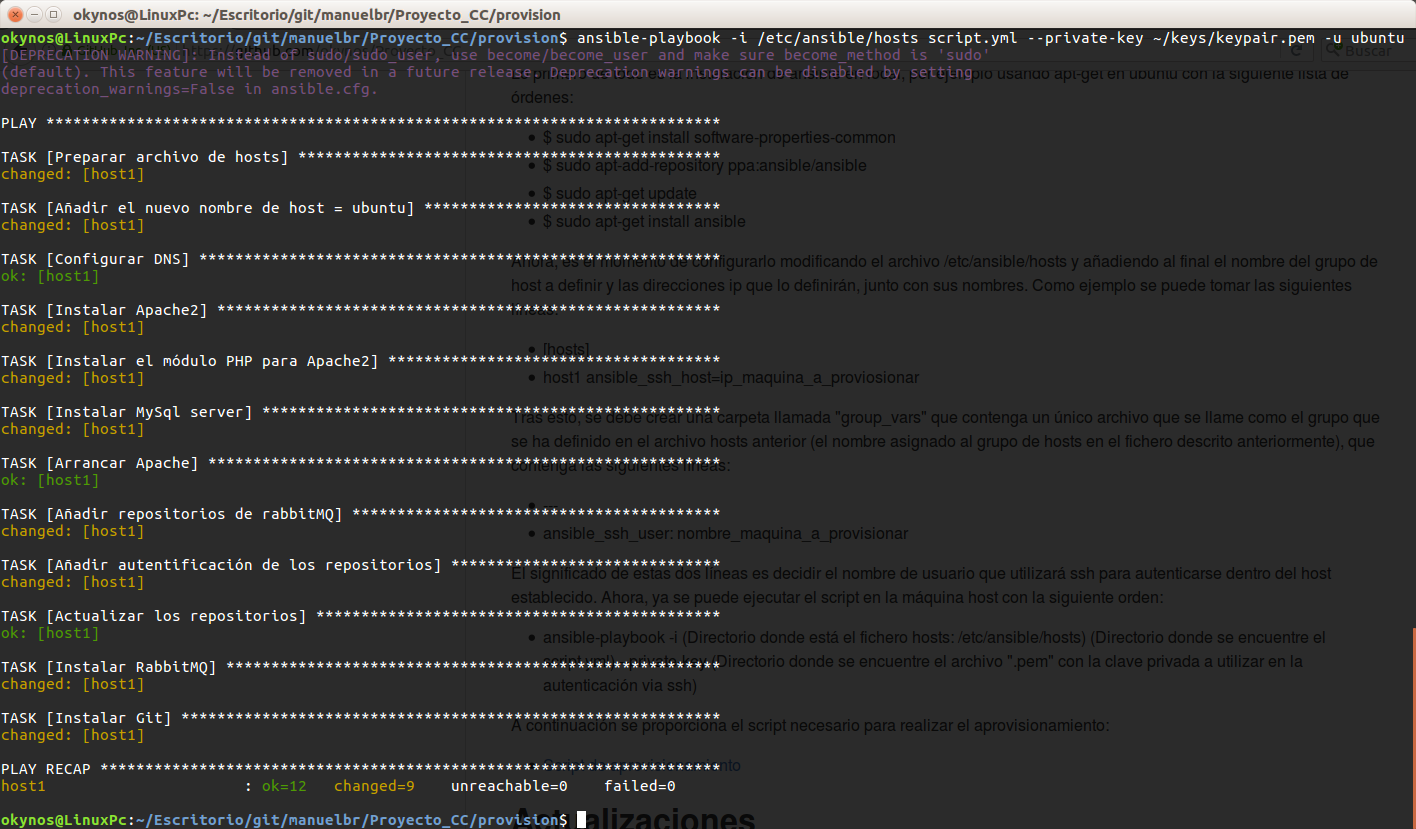 okynos@LinuxPc: ~/Escritorio/git/manuelbr/Proyecto_CC/provision
okynos@LinuxPc:~/Escritorio/git/manuelbr/Proyecto_CC/provision$ ansible-playbook -i /etc/ansible/hosts script.yml --private-key ~/keys/keypair.pem -u ubuntu
[DEPRECATION WARNING]: Instead of sudo/sudo_user, use become/become_user and make sure become_method is 'sudo'
(default). This feature will be removed in a future release. Deprecation warnings can be disabled by setting
deprecation_warnings=False in ansible.cfg.
PLAY ***************************************************************************
TASK [Preparar archivo de hosts] ***********************************************
changed: [host1]
TASK [Añadir el nuevo nombre de host = ubuntu] *********************************
changed: [host1]
TASK [Configurar DNS] **********************************************************
ok: [host1]
TASK [Instalar Apache2] ********************************************************
changed: [host1]
TASK [Instalar el módulo PHP para Apache2] *************************************
changed: [host1]
TASK [Instalar MySql server] ***************************************************
changed: [host1]
TASK [Arrancar Apache] *********************************************************
ok: [host1]
TASK [Añadir repositorios de rabbitMQ] *****************************************
changed: [host1]
TASK [Añadir autentificación de los repositorios] ******************************
changed: [host1]
TASK [Actualizar los repositorios] *********************************************
ok: [host1]
TASK [Instalar RabbitMQ] *******************************************************
changed: [host1]
TASK [Instalar Git] ************************************************************
changed: [host1]
PLAY RECAP *********************************************************************
host1 : ok=12 changed=9 unreachable=0 failed=0
okynos@LinuxPc:~/Escritorio/git/manuelbr/Proyecto_CC/provision$
Buscar
usando apt-get en ubuntu con la siguiente lista de
órdenes:
$ sudo apt-get install software-properties-common
$ sudo apt-add-repository ppa:ansible/ansible
$ sudo apt-get update
$ sudo apt-get install ansible
Ahora, es el momento de configurarlo modificando el archivo /etc/ansible/hosts y añadiendo al final el nombre del grupo de
host a definir y las direcciones ip que lo definirán, junto con sus nombres. Como ejemplo se puede tomar las siguientes
líneas:
[hosts]
host1 ansible_ssh_host=ip_maquina_a_proviosionar
Tras esto, se debe crear una carpeta llamada "group_vars" que contenga un único archivo que se llame como el grupo que
se ha definido en el archivo hosts anterior (el nombre asignado al grupo de hosts en el fichero descrito anteriormente), que
contenga las siguientes líneas:
---
ansible_ssh_user: nombre_maquina_a_provisionar
El significado de estas dos líneas es decidir el nombre de usuario que utilizará ssh para autenticarse dentro del host
establecido. Ahora, ya se puede ejecutar el script en la máquina host con la siguiente orden:
ansible-playbook -i (Directorio donde está el fichero hosts: /etc/ansible/hosts) (Directorio donde se encuentre el
script.yml) --private-key (Directorio donde se encuentre el archivo ".pem" con la clave privada a utilizar en la
autenticación via ssh)
A continuación se proporciona el script necesario para realizar el aprovisionamiento:
Script de aprovisionamiento
Actualizaciones